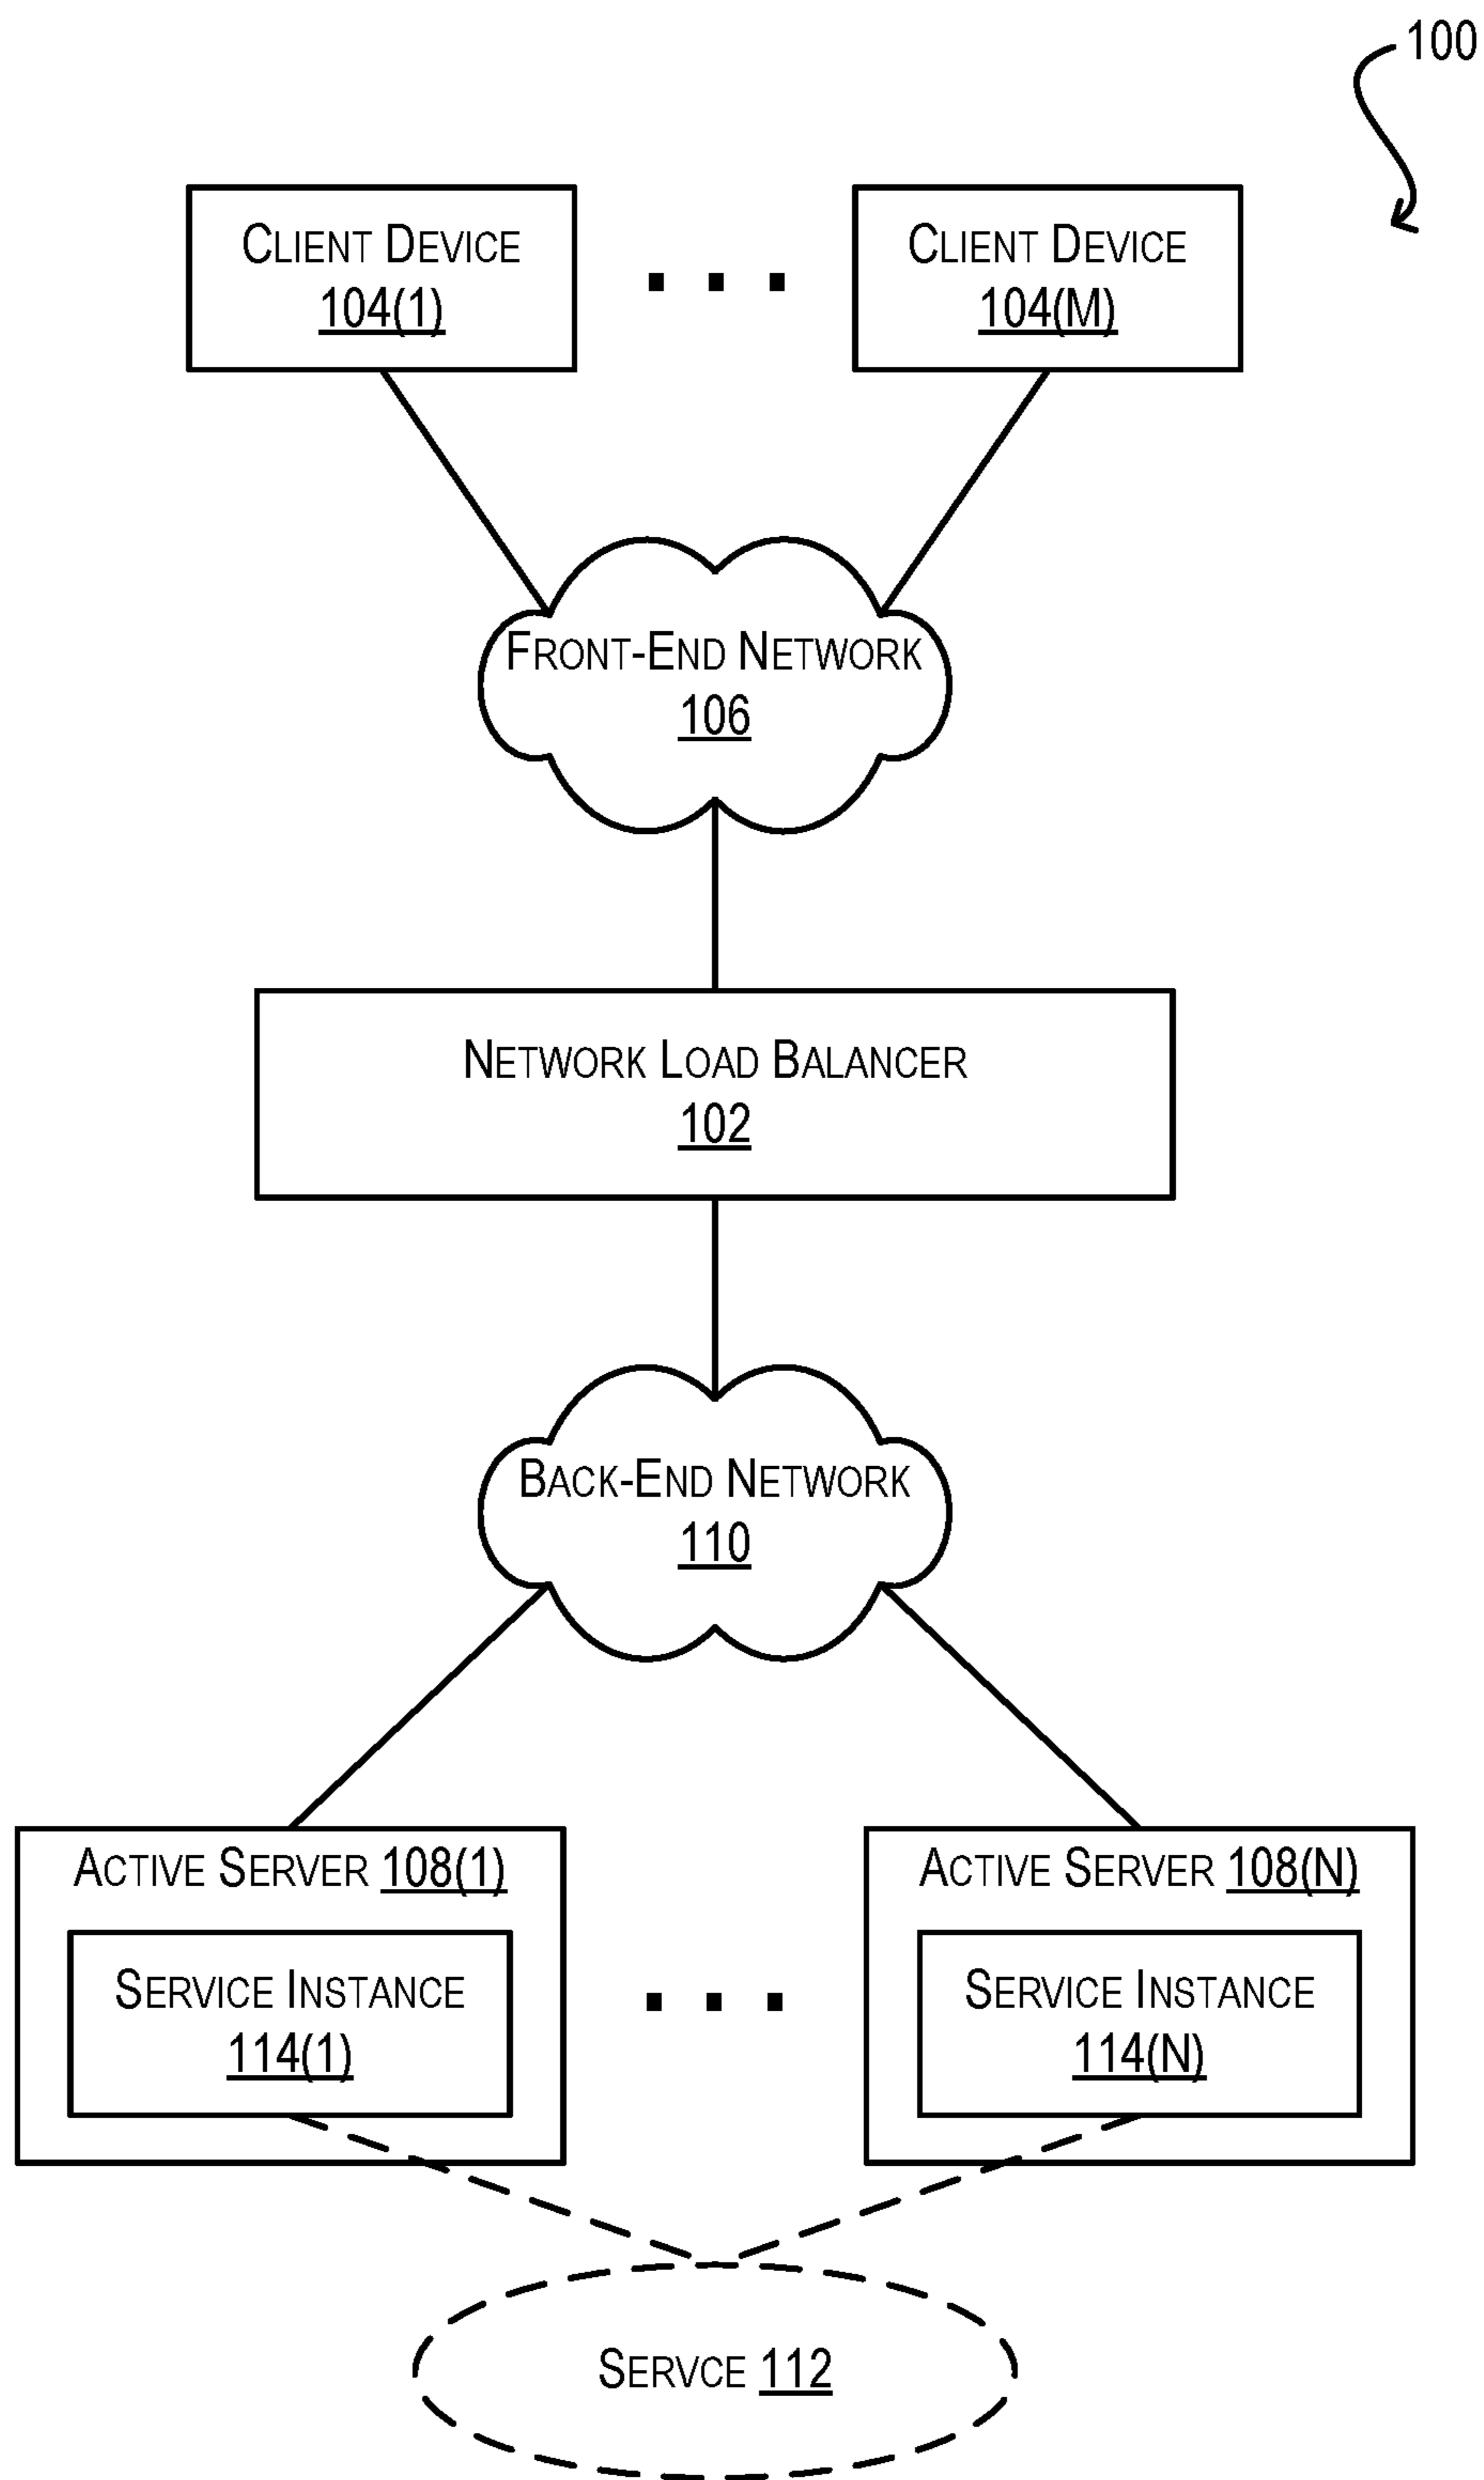 100
CLIENT DEVICE
104(1)
CLIENT DEVICE
104(M)
FRONT-END NETWORK
106
NETWORK LOAD BALANCER
102
BACK-END NETWORK
110
ACTIVE SERVER 108(1)
SERVICE INSTANCE
114(1)
ACTIVE SERVER 108(N)
SERVICE INSTANCE
114(N)
SERVCE 112